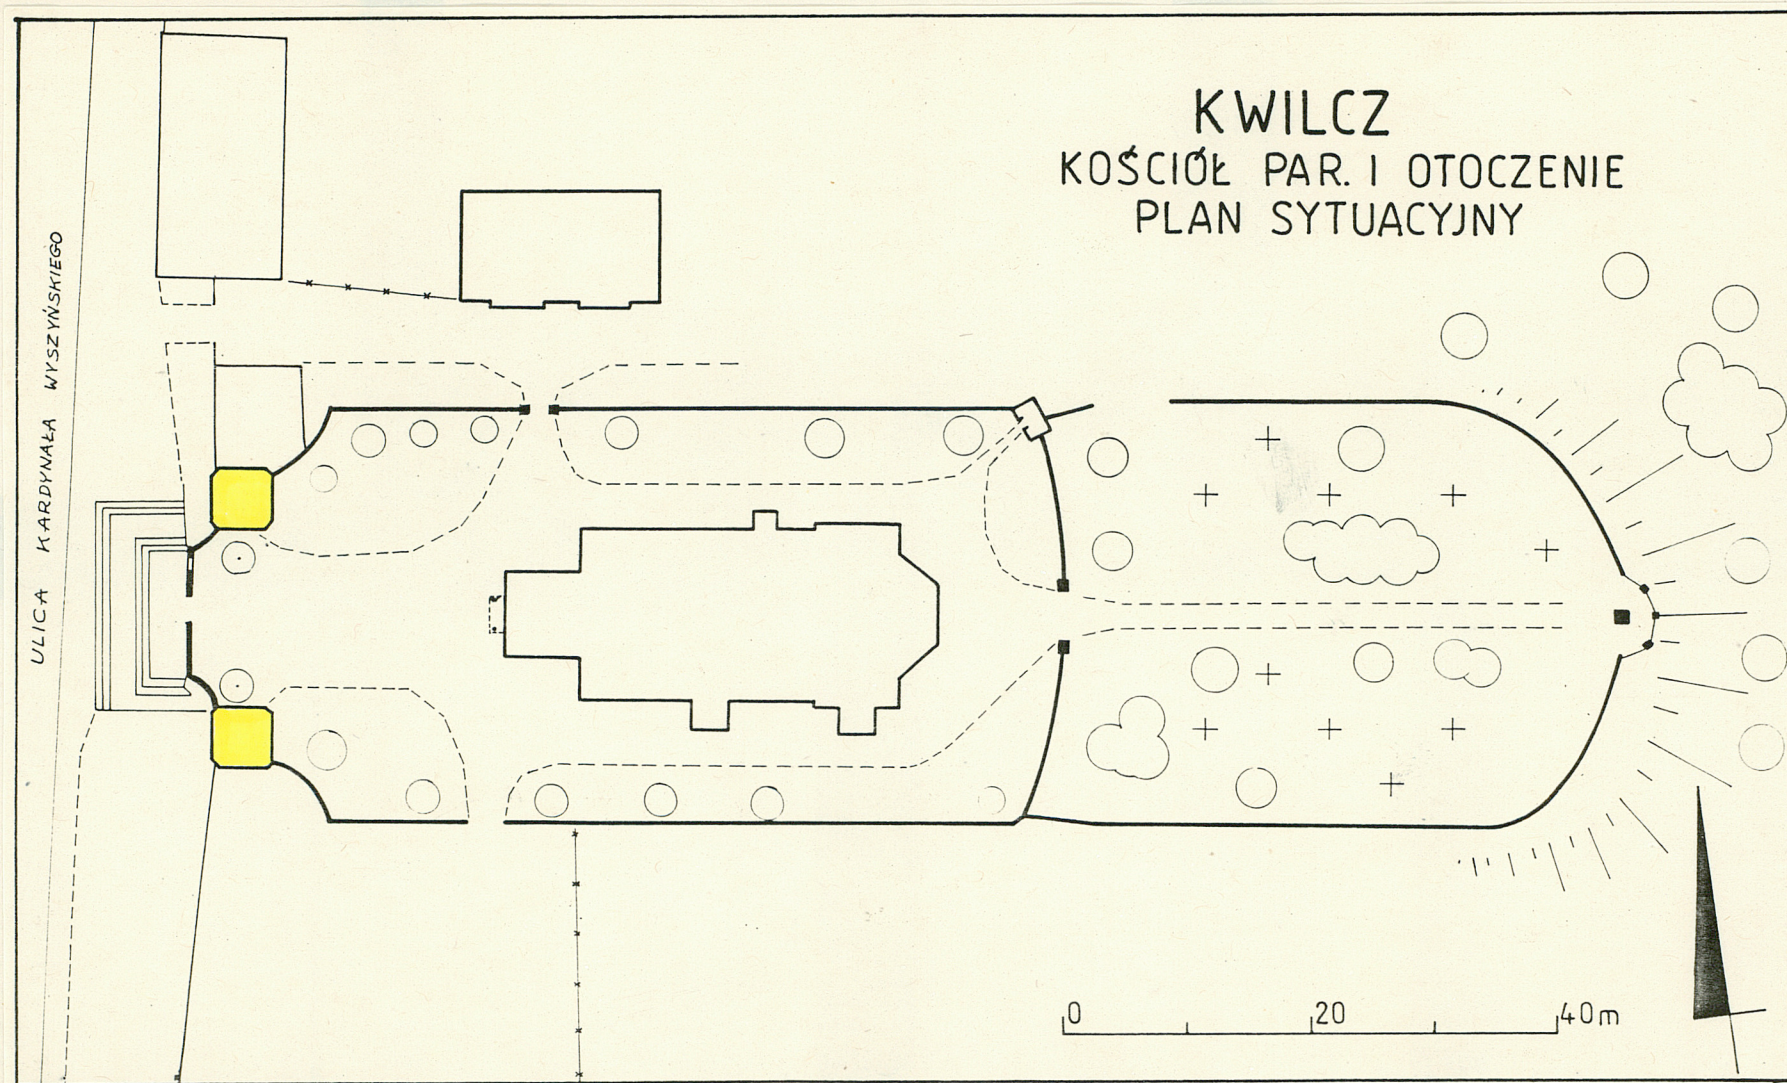 KWILCZ
KOŚCIÓŁ PAR. I OTOCZENIE
PLAN SYTUACYJNY
ULICA KARDYNAŁA WYSZYŃSKIEGO
0 20 40m